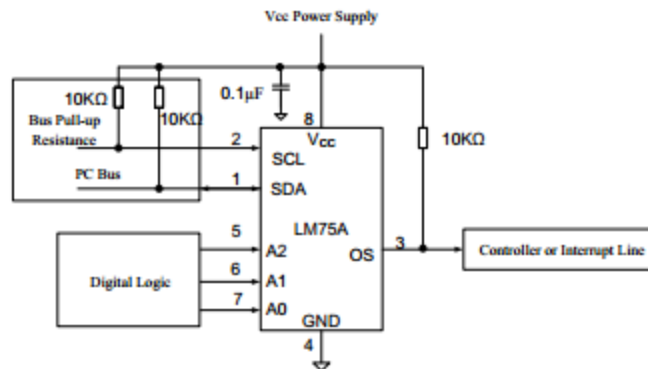 Vcc Power Supply
10KΩ
Bus Pull-up
Resistance
10KΩ
0.1μF
8
VCC
10KΩ
2
SCL
PC Bus
1
SDA
LM75A
5
A2
3
OS
Controller or Interrupt Line
Digital Logic
6
A1
7
A0
GND
4